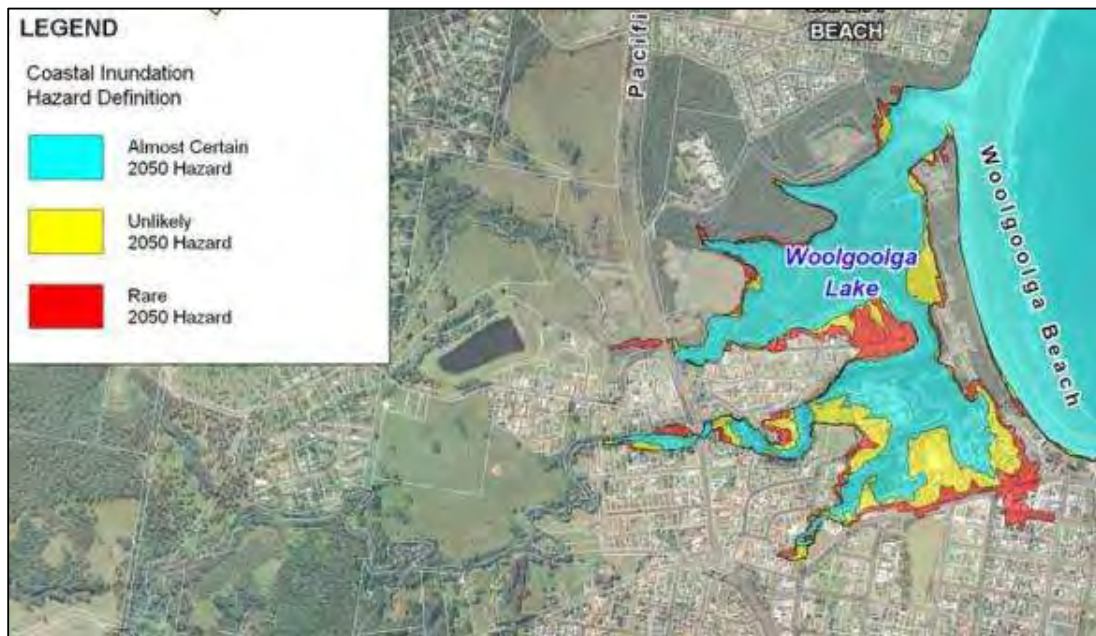 LEGEND
Coastal Inundation
Hazard Definition
Almost Certain
2050 Hazard
Unlikely
2050 Hazard
Rare
2050 Hazard
BEACH
Pacifi
Woolgoolga
Lake
Woolgoolga Beach